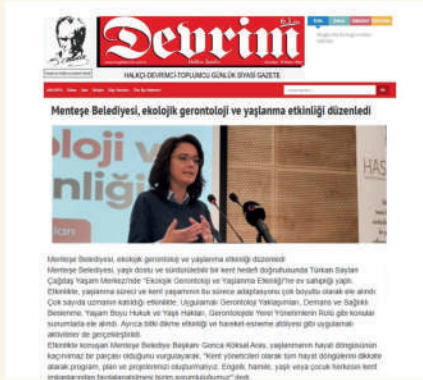 Devrim
HALKÇI-DEVRİMCİ-TOPLUMCU GÜNLÜK SİYASİ GAZETE
Menteşe Belediyesi, ekolojik gerontoloji ve yaşlanma etkinliği düzenledi
loji v
nliği
HAS
Menteşe Belediyesi, ekolojik gerontoloji ve yaşlanma etkinliği düzenledi
Menteşe Belediyesi, yaşlı dostu ve sürdürülebilir bir kent hedefi doğrultusunda Türkan Saylan
Çağdaş Yaşam Merkezi'nde "Ekolojik Gerontoloji ve Yaşlanma Etkinliği"ne ev sahipliği yaptı.
Etkinlikte, yaşlanma süreci ve kent yaşamının bu sürece adaptasyonu çok boyutlu olarak ele alındı.
Çok sayıda uzmanın katıldığı etkinlikte; Uygulamalı Gerontoloji Yaklaşımları, Demans ve Sağlıklı
Beslenme, Yaşam Boyu Hukuk ve Yaşlı Hakları, Gerontolojide Yerel Yönetimlerin Rolü gibi konular
sunumlarla ele alındı. Ayrıca bitki dikme etkinliği ve hareket-esneme atölyesi gibi uygulamalı
aktiviteler de gerçekleştirildi.
Etkinlikte konuşan Menteşe Belediye Başkanı Gonca Köksal Aras, yaşlanmanın hayat döngüsünün
kaçınılmaz bir parçası olduğunu vurgulayarak, "Kent yöneticileri olarak tüm hayat döngülerini dikkate
alarak program, plan ve projelerimizi oluşturmalıyız. Engelli, hamile, yaşlı veya çocuk herkesin kent
imkanlarından faydalanabilmesi bizim sorumluluğumuz" dedi.